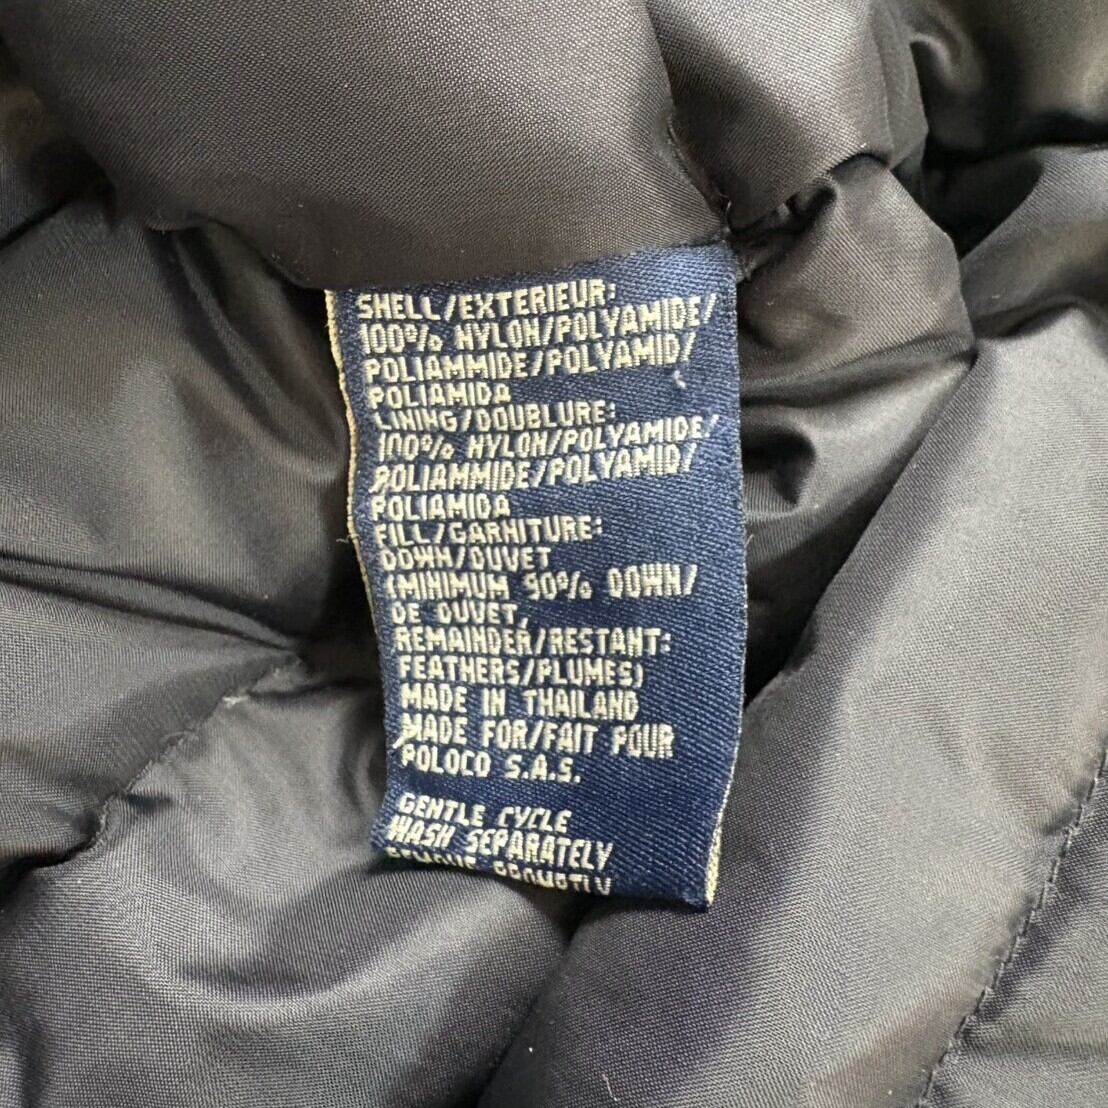 SHELL/EXTERIEUR:
100% NYLON/POLYAMIDE/
POLIAMMIDE/POLYAMID/
POLIAMIDA
LINING/DOUBLURE:
100% NYLON/POLYAMIDE/
POLIAMMIDE/POLYAMID/
POLIAMIDA
FILL/GARNITURE:
DOWN/DUVET
(MINIMUM 90% DOWN/
DE DUVET,
REMAINDER/RESTANT:
FEATHERS/PLUMES)
MADE IN THAILAND
MADE FOR/FAIT POUR
POLOCO S.A.S.
GENTLE CYCLE
WASH SEPARATELY
REMOVE PROMPTLY